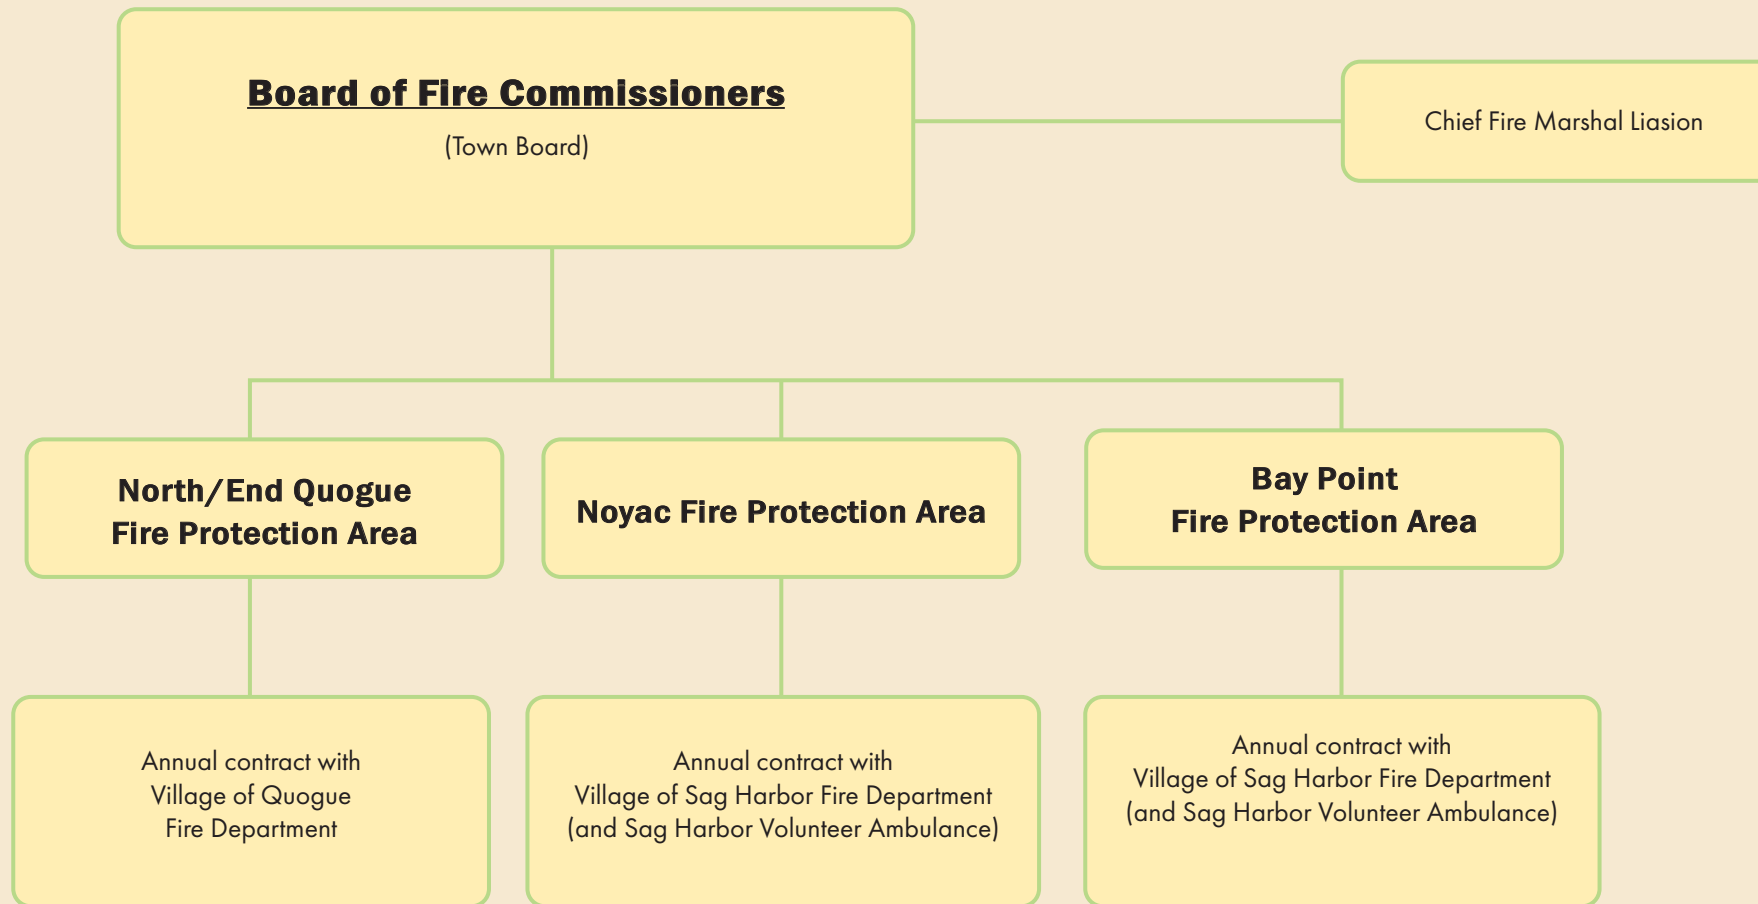 Board of Fire Commissioners
(Town Board)
Chief Fire Marshal Liasion
North/End Quogue
Fire Protection Area
Noyac Fire Protection Area
Bay Point
Fire Protection Area
Annual contract with
Village of Quogue
Fire Department
Annual contract with
Village of Sag Harbor Fire Department
(and Sag Harbor Volunteer Ambulance)
Annual contract with
Village of Sag Harbor Fire Department
(and Sag Harbor Volunteer Ambulance)